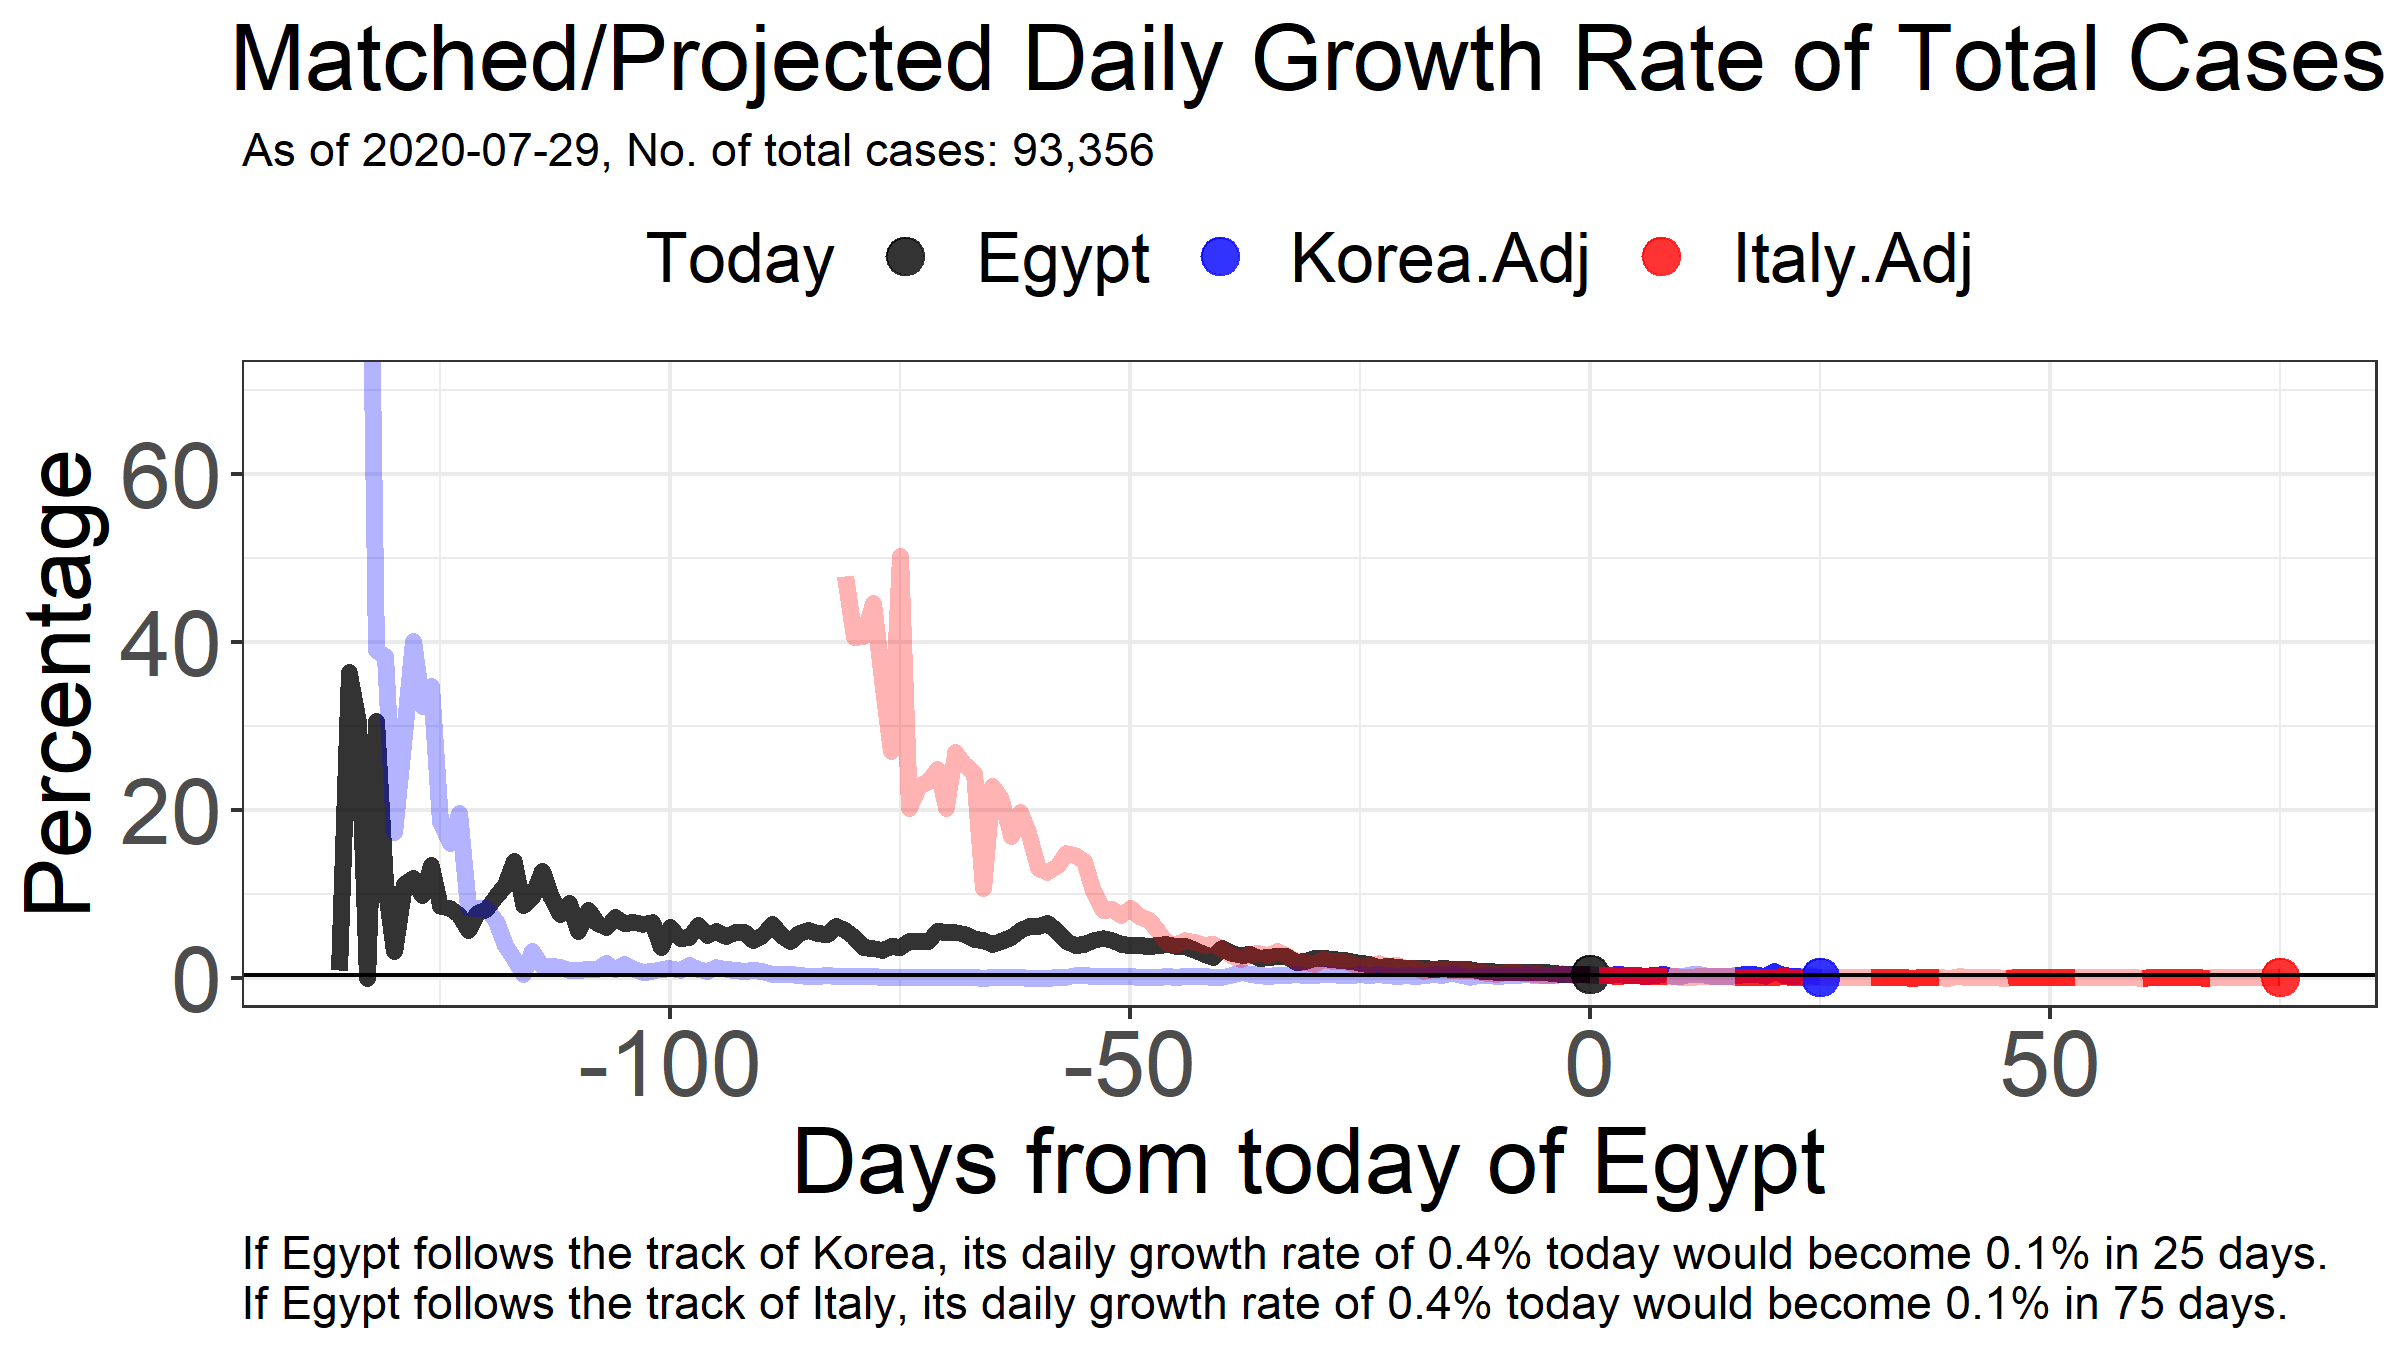 Matched/Projected Daily Growth Rate of Total Cases
As of 2020-07-29, No. of total cases: 93,356
Today Egypt Korea.Adj Italy.Adj
Percentage
60
40
20
0
-100 -50 0 50
Days from today of Egypt
If Egypt follows the track of Korea, its daily growth rate of 0.4% today would become 0.1% in 25 days.
If Egypt follows the track of Italy, its daily growth rate of 0.4% today would become 0.1% in 75 days.